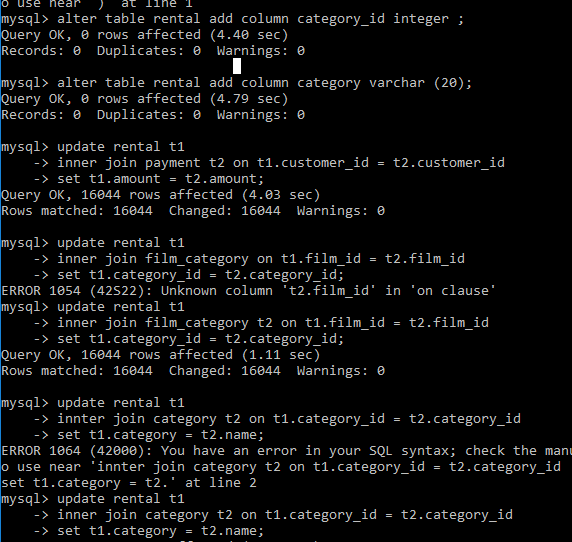 o use near ')' at line 1
mysql> alter table rental add column category_id integer ;
Query OK, 0 rows affected (4.40 sec)
Records: 0  Duplicates: 0  Warnings: 0
mysql> alter table rental add column category varchar (20);
Query OK, 0 rows affected (4.79 sec)
Records: 0  Duplicates: 0  Warnings: 0
mysql> update rental t1
    -> inner join payment t2 on t1.customer_id = t2.customer_id
    -> set t1.amount = t2.amount;
Query OK, 16044 rows affected (4.03 sec)
Rows matched: 16044  Changed: 16044  Warnings: 0
mysql> update rental t1
    -> inner join film_category on t1.film_id = t2.film_id
    -> set t1.category_id = t2.category_id;
ERROR 1054 (42S22): Unknown column 't2.film_id' in 'on clause'
mysql> update rental t1
    -> inner join film_category t2 on t1.film_id = t2.film_id
    -> set t1.category_id = t2.category_id;
Query OK, 16044 rows affected (1.11 sec)
Rows matched: 16044  Changed: 16044  Warnings: 0
mysql> update rental t1
    -> innter join category t2 on t1.category_id = t2.category_id
    -> set t1.category = t2.name;
ERROR 1064 (42000): You have an error in your SQL syntax; check the manu
o use near 'innter join category t2 on t1.category_id = t2.category_id
set t1.category = t2.' at line 2
mysql> update rental t1
    -> inner join category t2 on t1.category_id = t2.category_id
    -> set t1.category = t2.name;